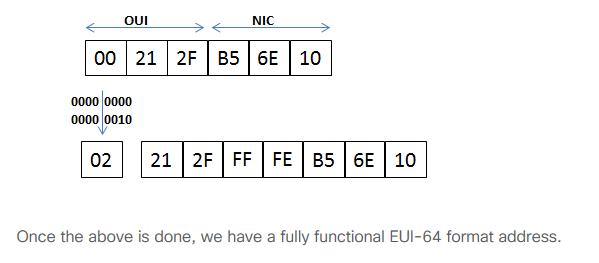 OUI NIC
00 21 2F B5 6E 10
0000 0000
0000 0010
02 21 2F FF FE B5 6E 10
Once the above is done, we have a fully functional EUI-64 format address.